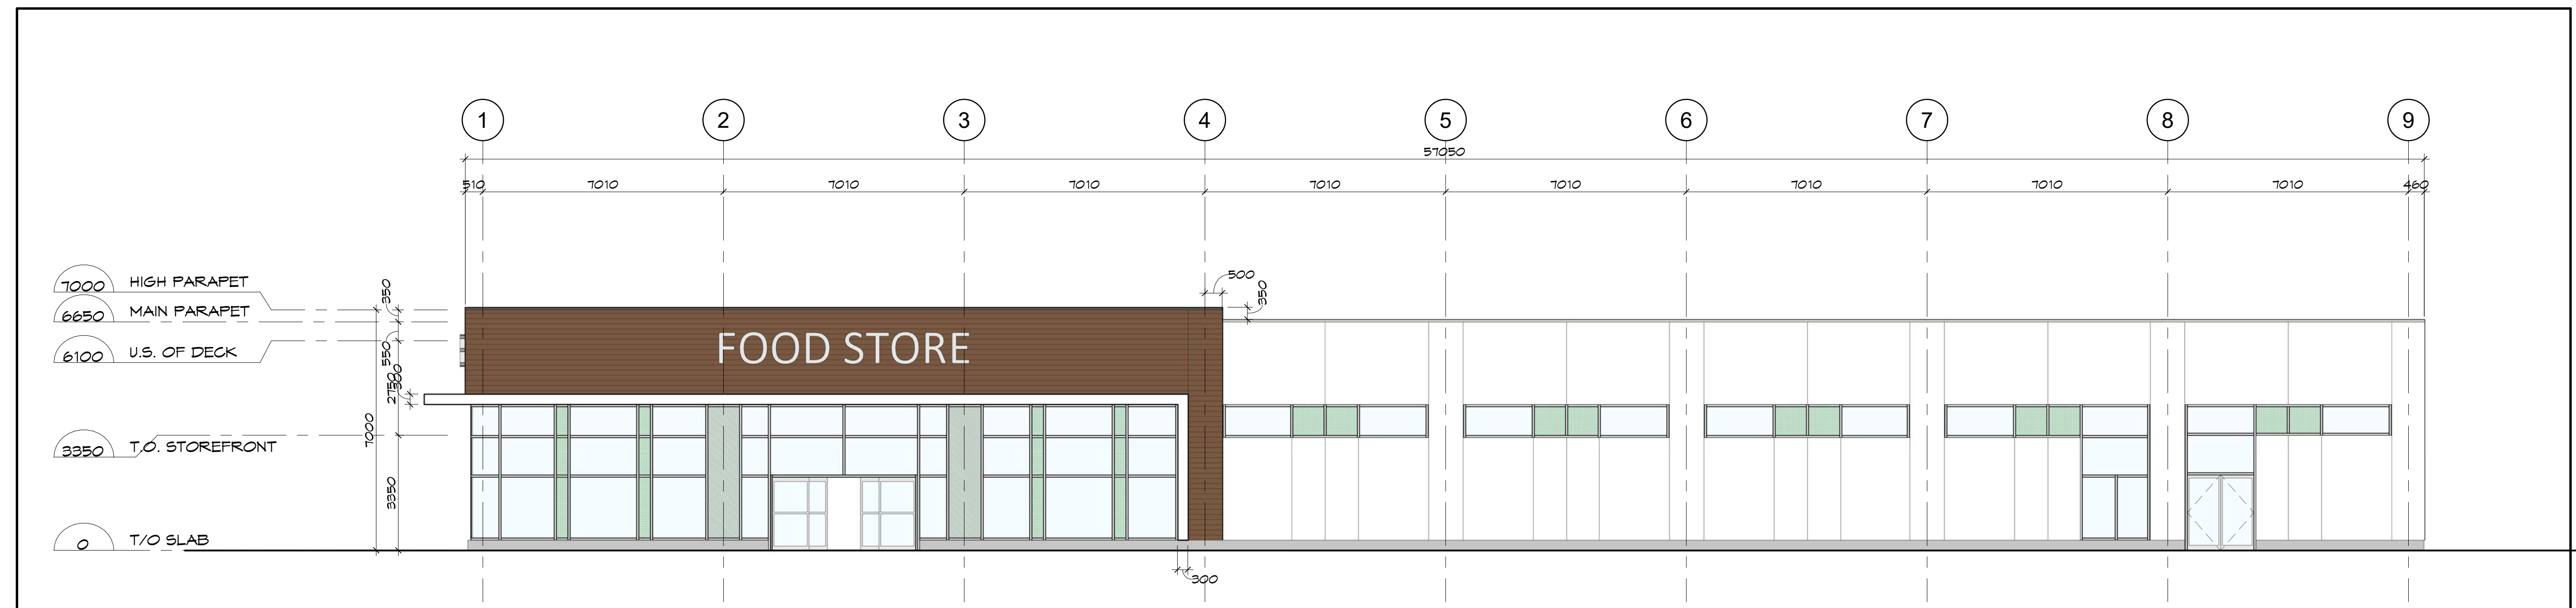 1 2 3 4 5 6 7 8 9
57050
510 7010 7010 7010 7010 7010 7010 7010 7010 460
500
350
350
7000 HIGH PARAPET
6650 MAIN PARAPET
6100 U.S. OF DECK
550
300
2750
FOOD STORE
7000
3350 T.O. STOREFRONT
3350
0 T/O SLAB
300